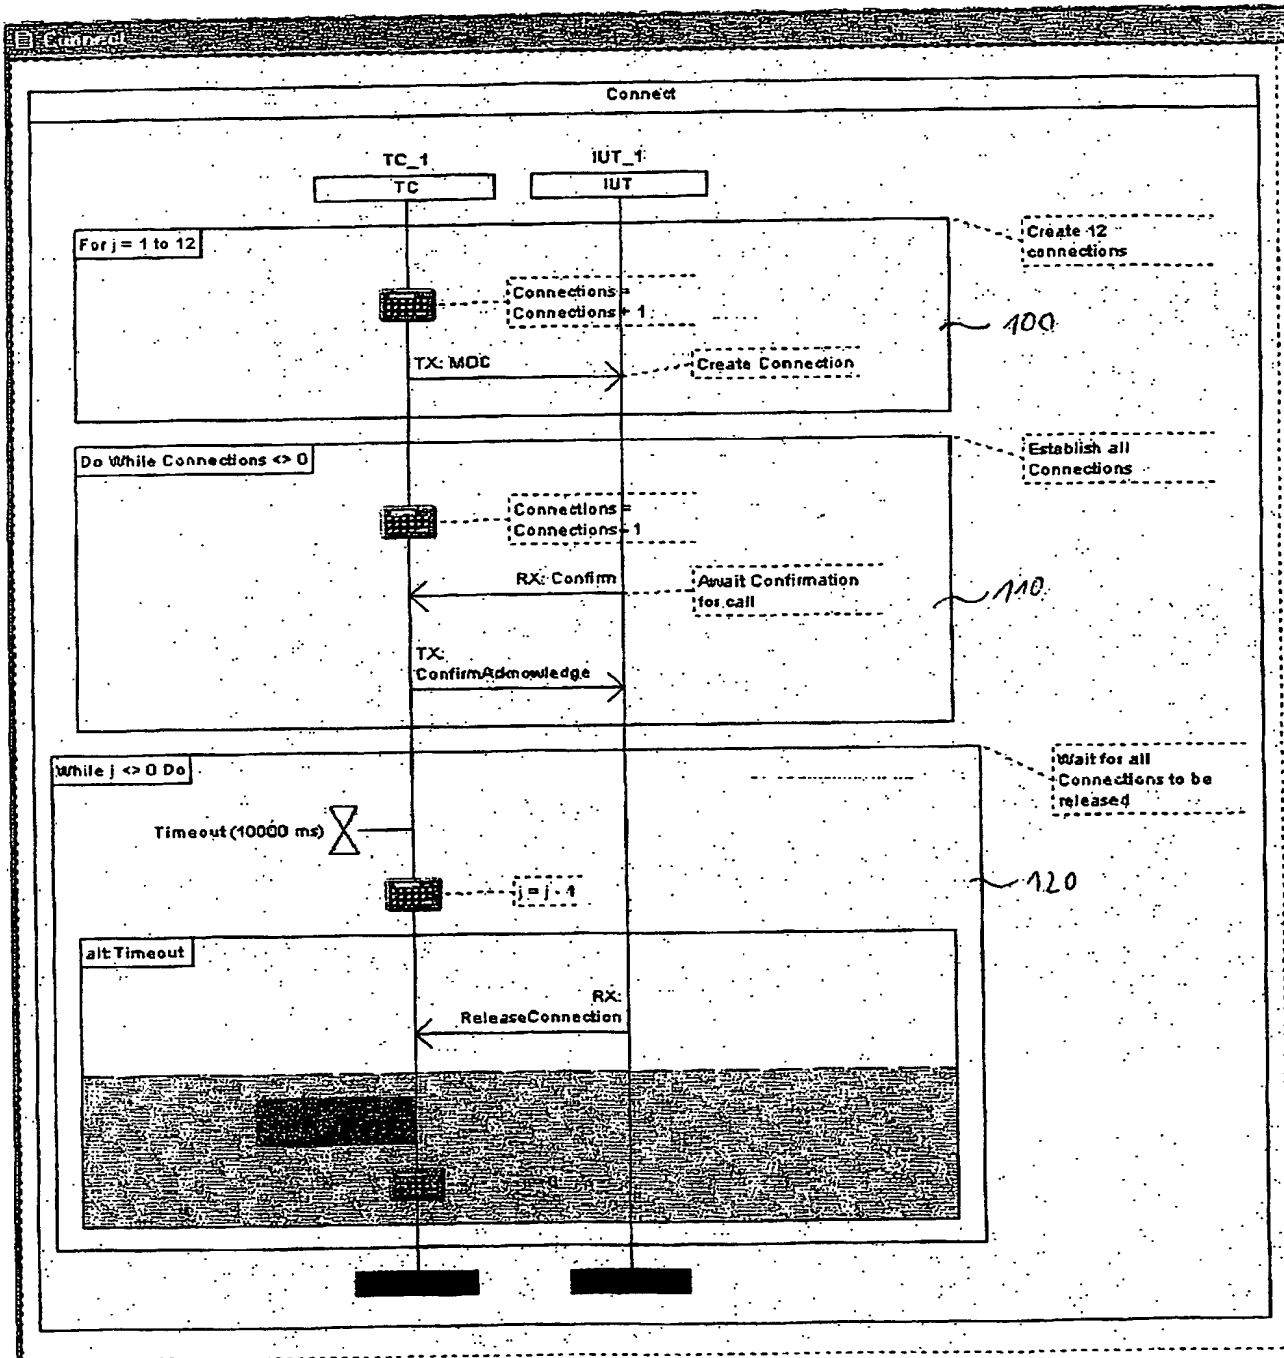 Connect
Connect
TC_1
IUT_1
TC
IUT
For j = 1 to 12
Create 12
connections
Connections =
Connections + 1
100
TX: MOC
Create Connection
Do While Connections <> 0
Establish all
Connections
Connections =
Connections - 1
RX: Confirm
Await Confirmation
for call
110
TX:
ConfirmAcknowledge
While j <> 0 Do
Wait for all
Connections to be
released
Timeout (10000 ms)
j = j - 1
120
alt: Timeout
RX:
ReleaseConnection